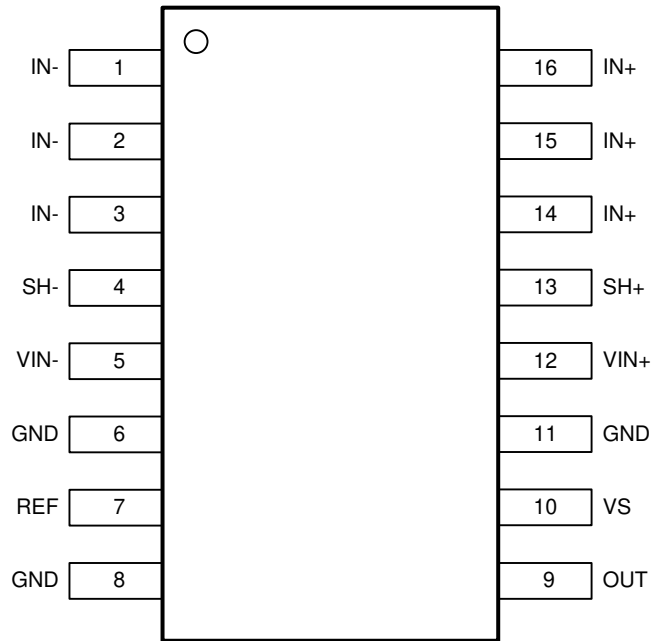 IN- 1 16 IN+
IN- 2 15 IN+
IN- 3 14 IN+
SH- 4 13 SH+
VIN- 5 12 VIN+
GND 6 11 GND
REF 7 10 VS
GND 8 9 OUT